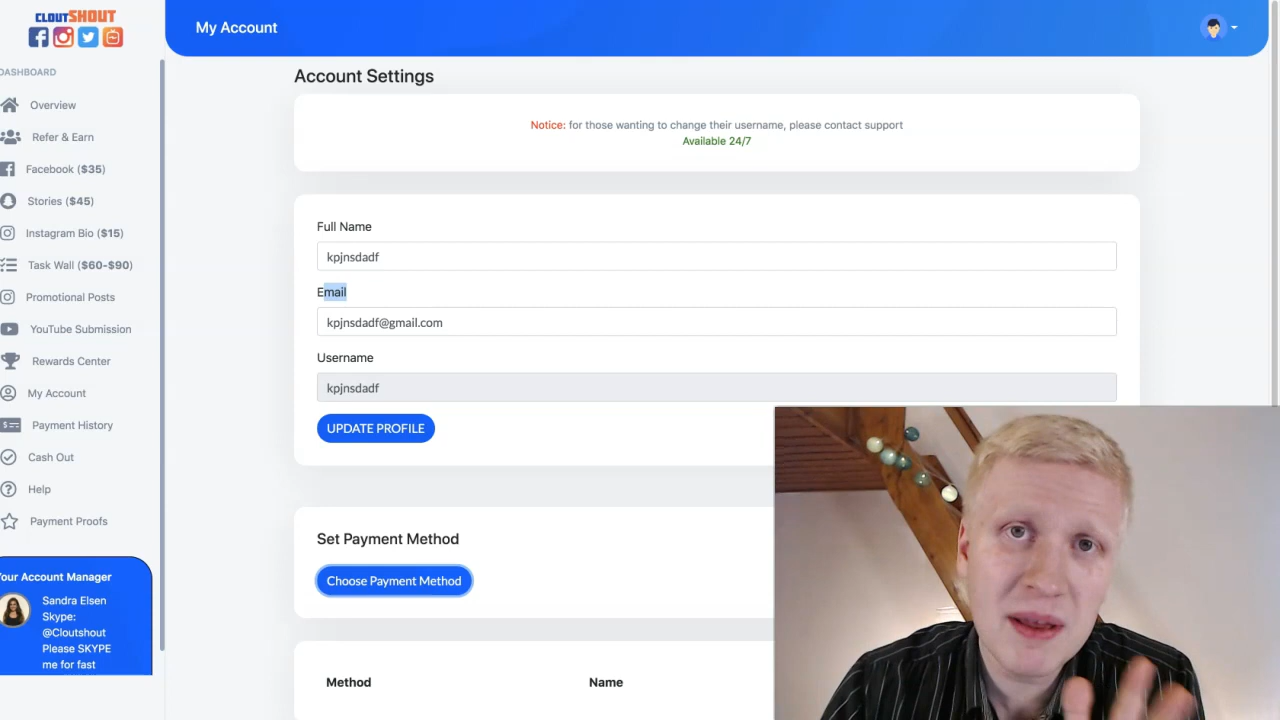 CLOUTSHOUT
My Account
DASHBOARD
Overview
Refer & Earn
Facebook ($35)
Stories ($45)
Instagram Bio ($15)
Task Wall ($60-$90)
Promotional Posts
YouTube Submission
Rewards Center
My Account
Payment History
Cash Out
Help
Payment Proofs
Your Account Manager
Sandra Elsen
Skype:
@Cloutshout
Please SKYPE
me for fast
Account Settings
Notice: for those wanting to change their username, please contact support
Available 24/7
Full Name
kpjnsdadf
Email
kpjnsdadf@gmail.com
Username
kpjnsdadf
UPDATE PROFILE
Set Payment Method
Choose Payment Method
Method
Name